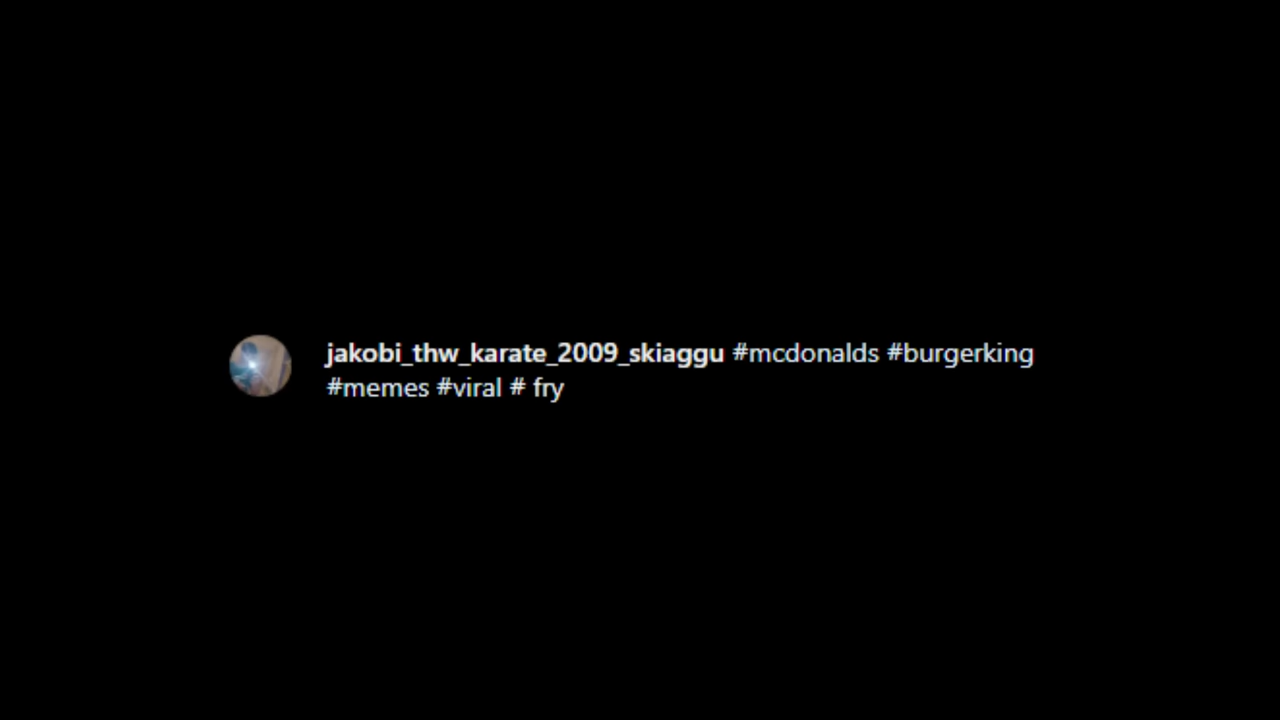 jakobi_thw_karate_2009_skiaggu #mcdonalds #burgerking
#memes #viral # fry